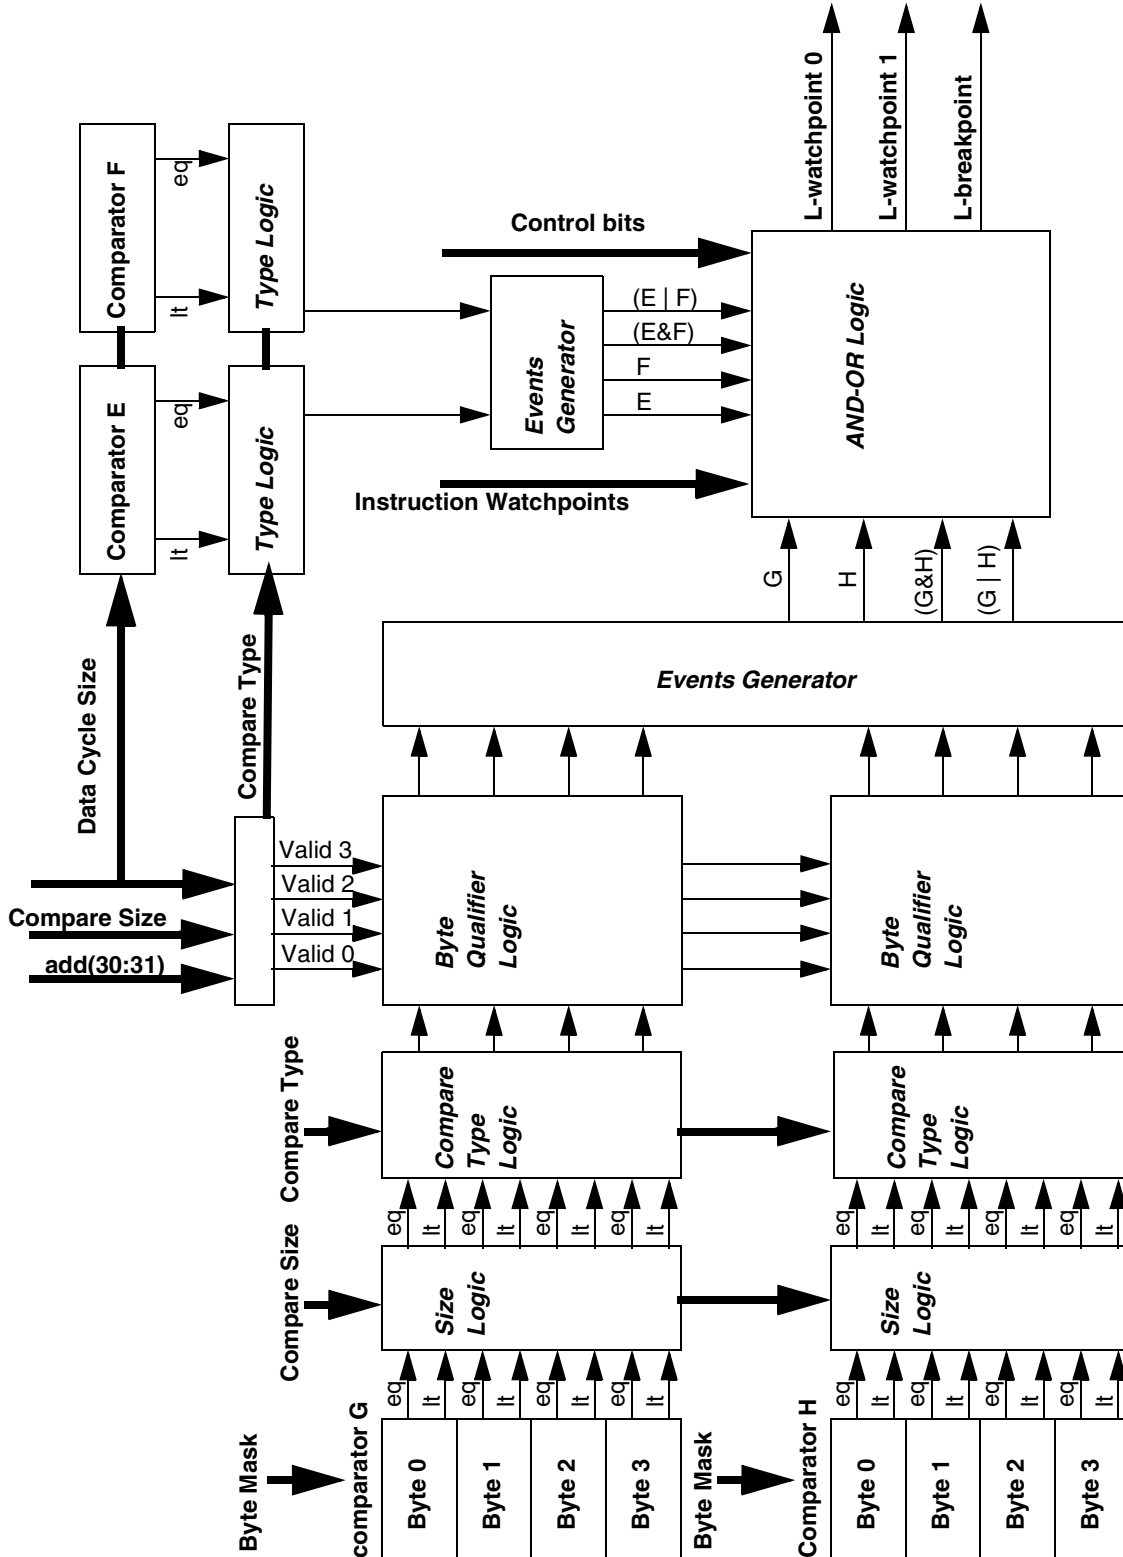 L-watchpoint 0
L-watchpoint 1
L-breakpoint
Comparator F
eq
lt
Type Logic
Control bits
Comparator E
eq
lt
Type Logic
Events
Generator
(E | F)
(E&F)
F
E
AND-OR Logic
Instruction Watchpoints
G
H
(G&H)
(G | H)
Data Cycle Size
Compare Type
Events Generator
Compare Size
add(30:31)
Valid 3
Valid 2
Valid 1
Valid 0
Byte
Qualifier
Logic
Byte
Qualifier
Logic
Compare Type
Compare
Type
Logic
Compare
Type
Logic
eq
lt
eq
lt
eq
lt
eq
lt
eq
lt
eq
lt
eq
lt
eq
lt
Compare Size
Size
Logic
Size
Logic
eq
lt
eq
lt
eq
lt
eq
lt
eq
lt
eq
lt
eq
lt
eq
lt
Byte Mask
comparator G
Byte 0
Byte 1
Byte 2
Byte 3
Byte Mask
Comparator H
Byte 0
Byte 1
Byte 2
Byte 3